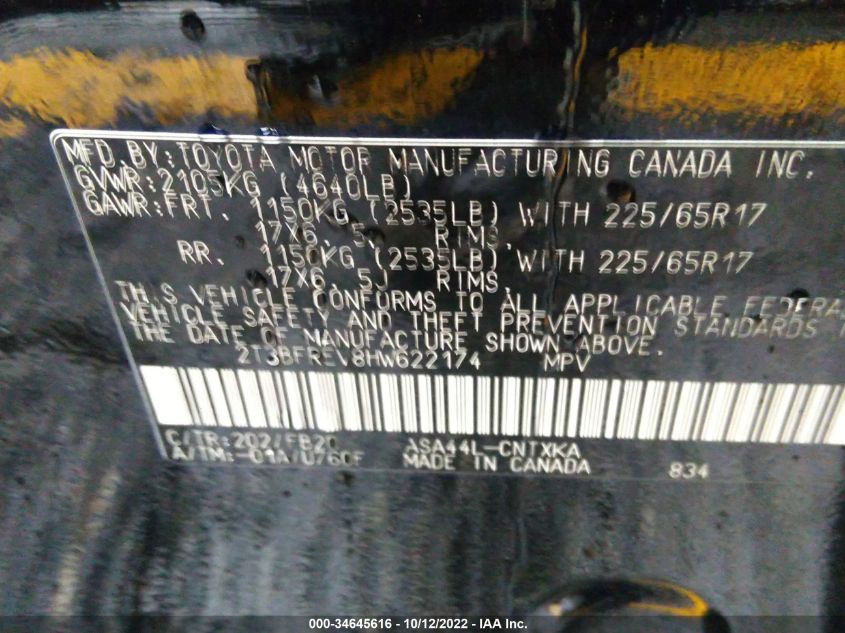 MFD. BY: TOYOTA MOTOR MANUFACTURING CANADA INC.
GVWR: 2105KG (4640LB)
GAWR: FRT. 1150KG (2535LB) WITH 225/65R17
17X6. 5J RIMS,
RR. 1150KG (2535LB) WITH 225/65R17
17X6. 5J RIMS,
THIS VEHICLE CONFORMS TO ALL APPLICABLE FEDERAL
VEHICLE SAFETY AND THEFT PREVENTION STANDARDS
THE DATE OF MANUFACTURE SHOWN ABOVE.
2T3BFREV8HW622174 MPV
C/TR: 202/FB20 ASA44L-CNTXKA
A/TM: -01A/U760F MADE IN CANADA 834
000-34645616 - 10/12/2022 - IAA Inc.